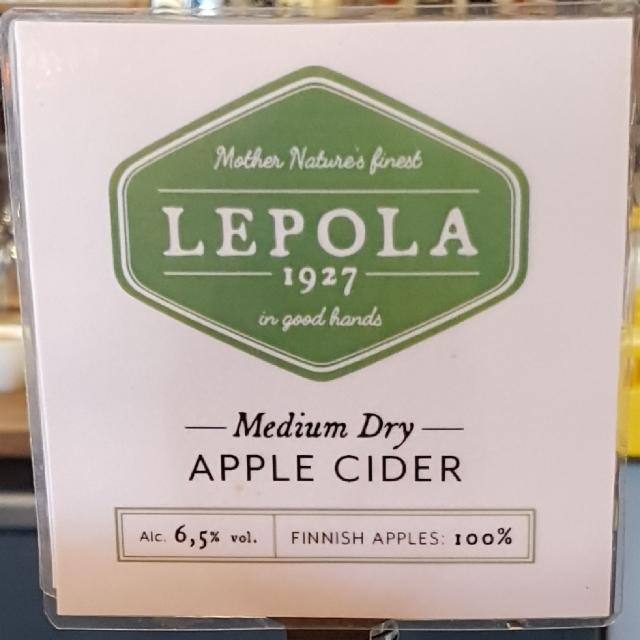 Mother Nature's finest
LEPOLA
1927
in good hands
Medium Dry
APPLE CIDER
Alc. 6,5% vol. FINNISH APPLES: 100%